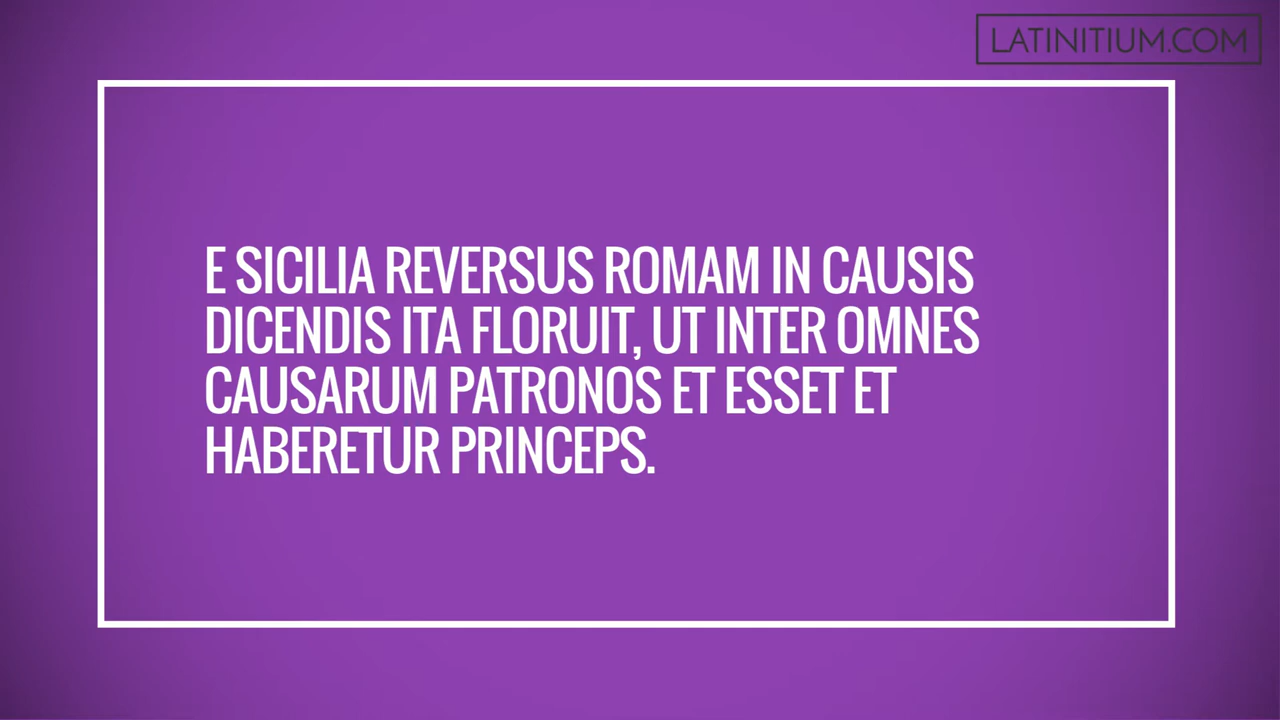 LATINITIUM.COM
E SICILIA REVERSUS ROMAM IN CAUSIS
DICENDIS ITA FLORUIT, UT INTER OMNES
CAUSARUM PATRONOS ET ESSET ET
HABERETUR PRINCEPS.